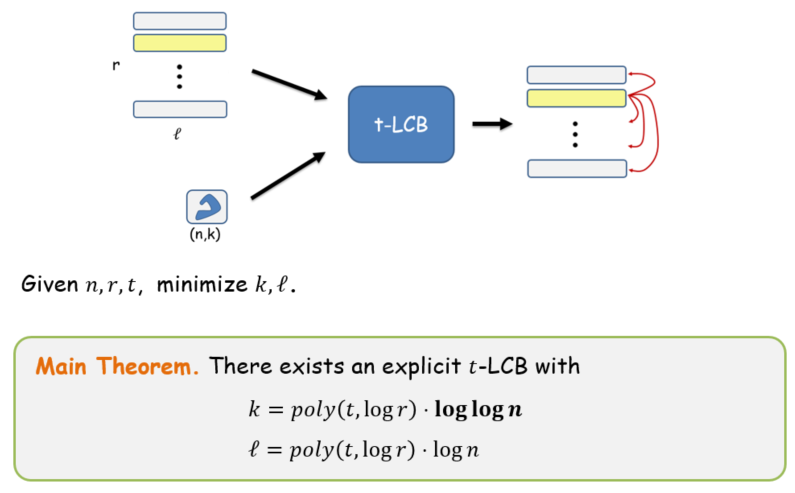 r
ℓ
t-LCB
(n,k)
Given n, r, t, minimize k, ℓ.
Main Theorem. There exists an explicit t-LCB with
k = poly(t, log r) · log log n
ℓ = poly(t, log r) · log n